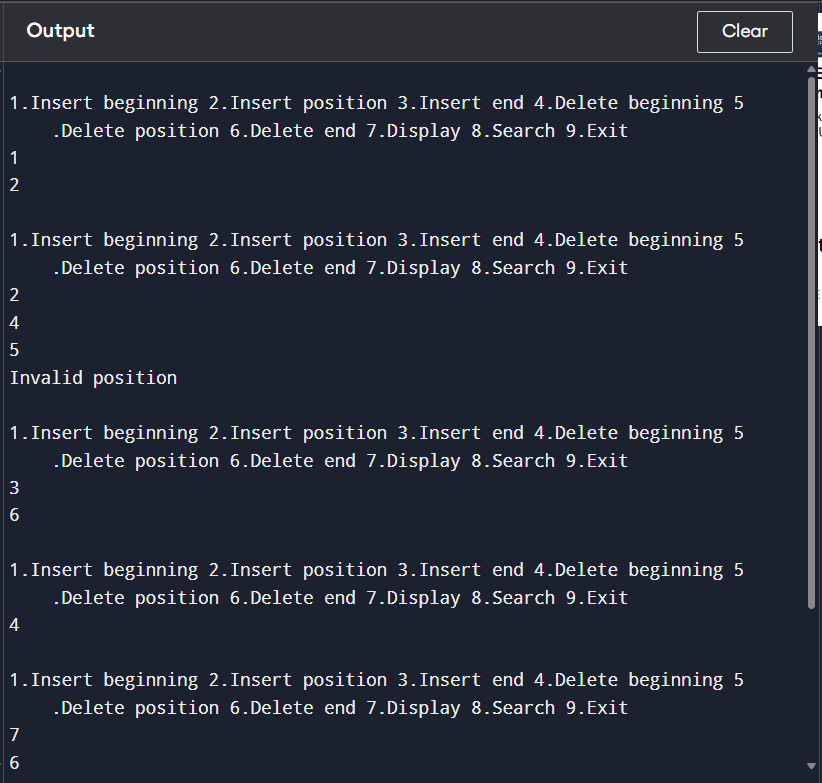 Output
Clear
1.Insert beginning 2.Insert position 3.Insert end 4.Delete beginning 5
.Delete position 6.Delete end 7.Display 8.Search 9.Exit
1
2
1.Insert beginning 2.Insert position 3.Insert end 4.Delete beginning 5
.Delete position 6.Delete end 7.Display 8.Search 9.Exit
2
4
5
Invalid position
1.Insert beginning 2.Insert position 3.Insert end 4.Delete beginning 5
.Delete position 6.Delete end 7.Display 8.Search 9.Exit
3
6
1.Insert beginning 2.Insert position 3.Insert end 4.Delete beginning 5
.Delete position 6.Delete end 7.Display 8.Search 9.Exit
4
1.Insert beginning 2.Insert position 3.Insert end 4.Delete beginning 5
.Delete position 6.Delete end 7.Display 8.Search 9.Exit
7
6